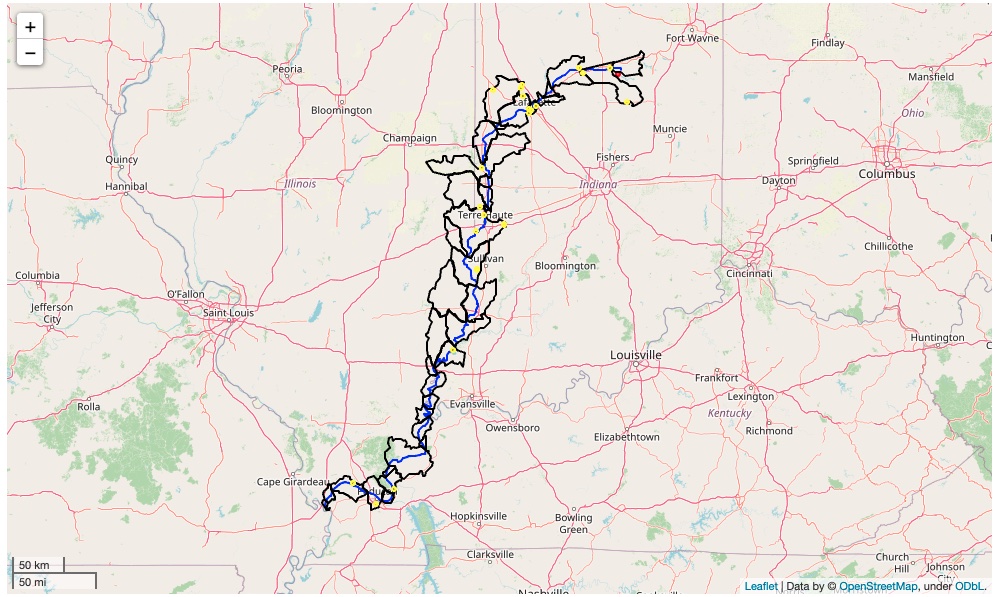 +
−
Fort Wayne
Findlay
Peoria
Mansfield
Bloomington
Ohio
Muncie
Champaign
Quincy
Fishers
Springfield
Columbus
Hannibal
Illinois
Indiana
Dayton
Terre Haute
Chillicothe
Sullivan
Bloomington
Columbia
Cincinnati
O'Fallon
Jefferson
City
Saint Louis
Huntington
Louisville
Frankfort
Lexington
Rolla
Evansville
Kentucky
Owensboro
Richmond
Elizabethtown
Cape Girardeau
Hopkinsville
Bowling
Green
Clarksville
Church
Hill
Johnson
50 km
50 mi
Leaflet | Data by © OpenStreetMap, under ODbL.